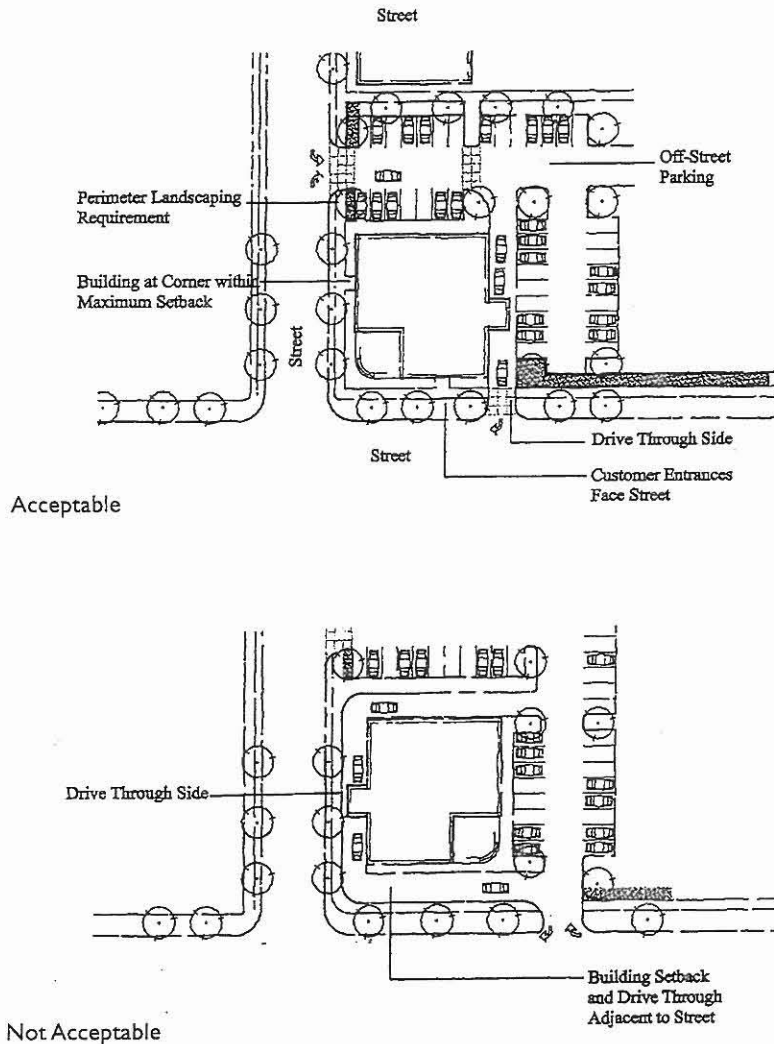 Street
Off-Street
Parking
Perimeter Landscaping
Requirement
Building at Corner within
Maximum Setback
Street
Drive Through Side
Street
Customer Entrances
Face Street
Acceptable
Drive Through Side
Building Setback
and Drive Through
Adjacent to Street
Not Acceptable